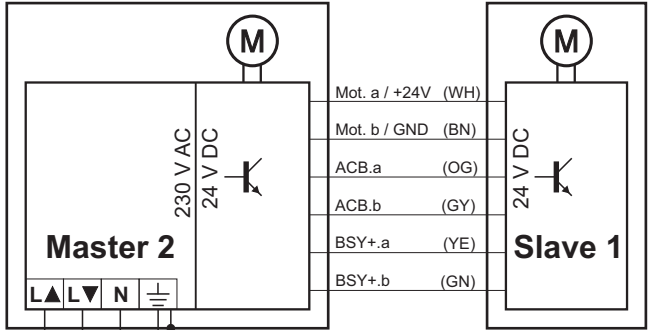 M
M
Mot. a / +24V (WH)
Mot. b / GND (BN)
ACB.a (OG)
ACB.b (GY)
BSY+.a (YE)
BSY+.b (GN)
230 V AC
24 V DC
24 V DC
Master 2
Slave 1
L▲ L▼ N ⏚